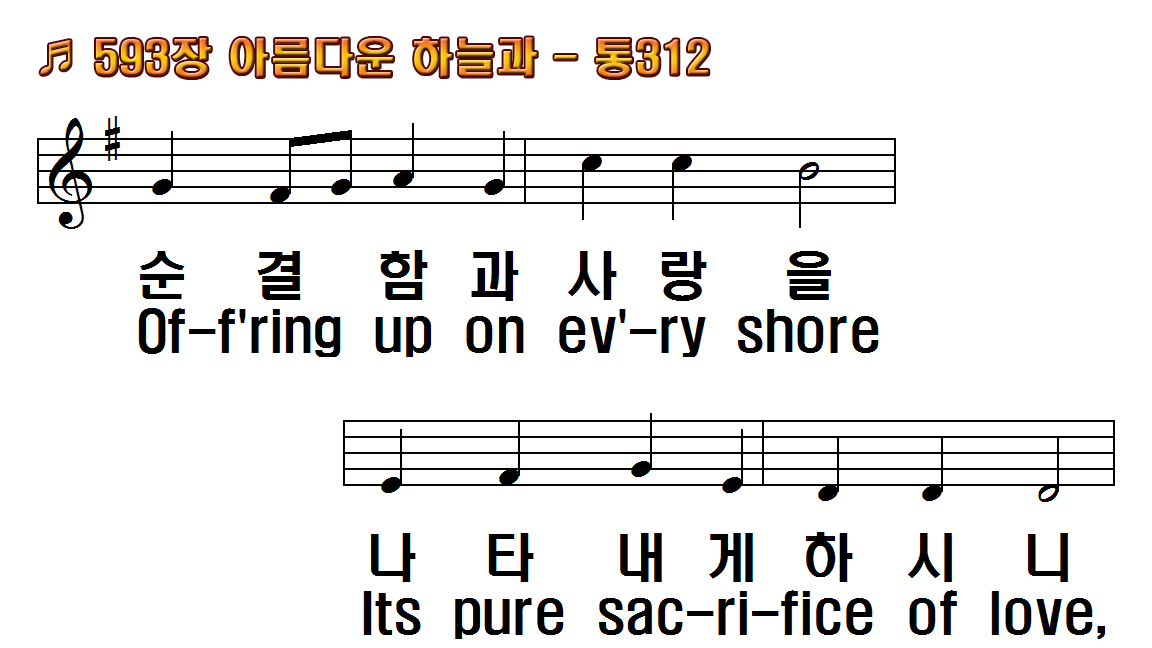 ♬ 593장 아름다운 하늘과 - 통312
순 결 함 과 사 랑 을
Of-f'ring up on ev'-ry shore
나 타 내 게 하 시 니
Its pure sac-ri-fice of love,